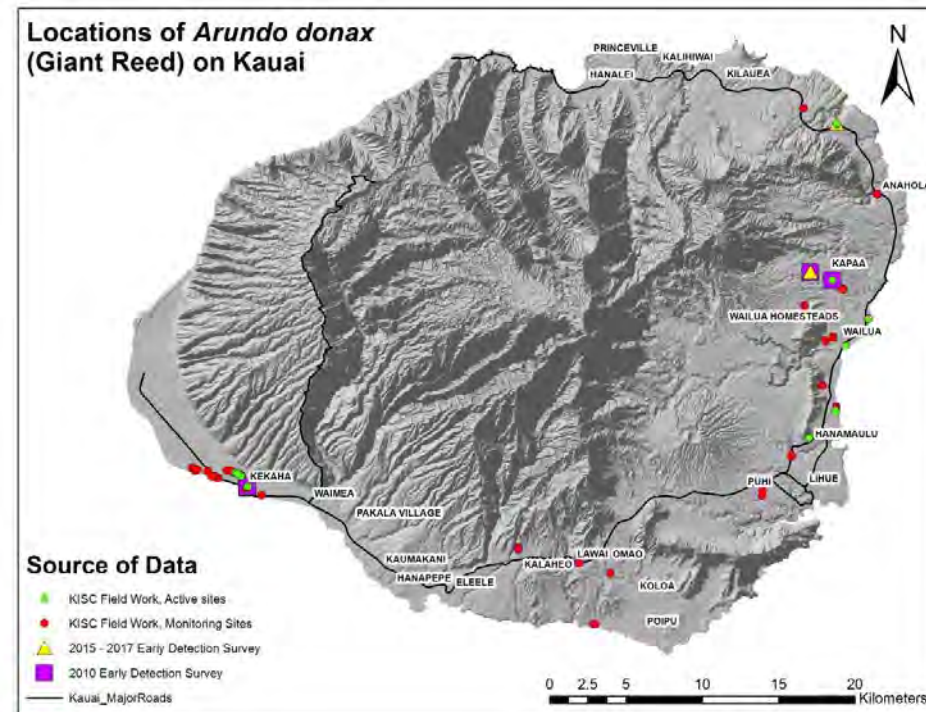 Locations of Arundo donax
(Giant Reed) on Kauai
N
PRINCEVILLE
KALIHIWAI
HANALEI
KILAUEA
ANAHOLA
KAPAA
WAILUA HOMESTEADS
WAILUA
HANAMAULU
LIHUE
PUHI
KEKAHA
WAIMEA
PAKALA VILLAGE
KAUMAKANI
HANAPEPE
ELEELE
KALAHEO
LAWAI
OMAO
KOLOA
POIPU
Source of Data
KISC Field Work, Active sites
KISC Field Work, Monitoring Sites
2015 - 2017 Early Detection Survey
2010 Early Detection Survey
Kauai_MajorRoads
0 2.5 5 10 15 20
Kilometers